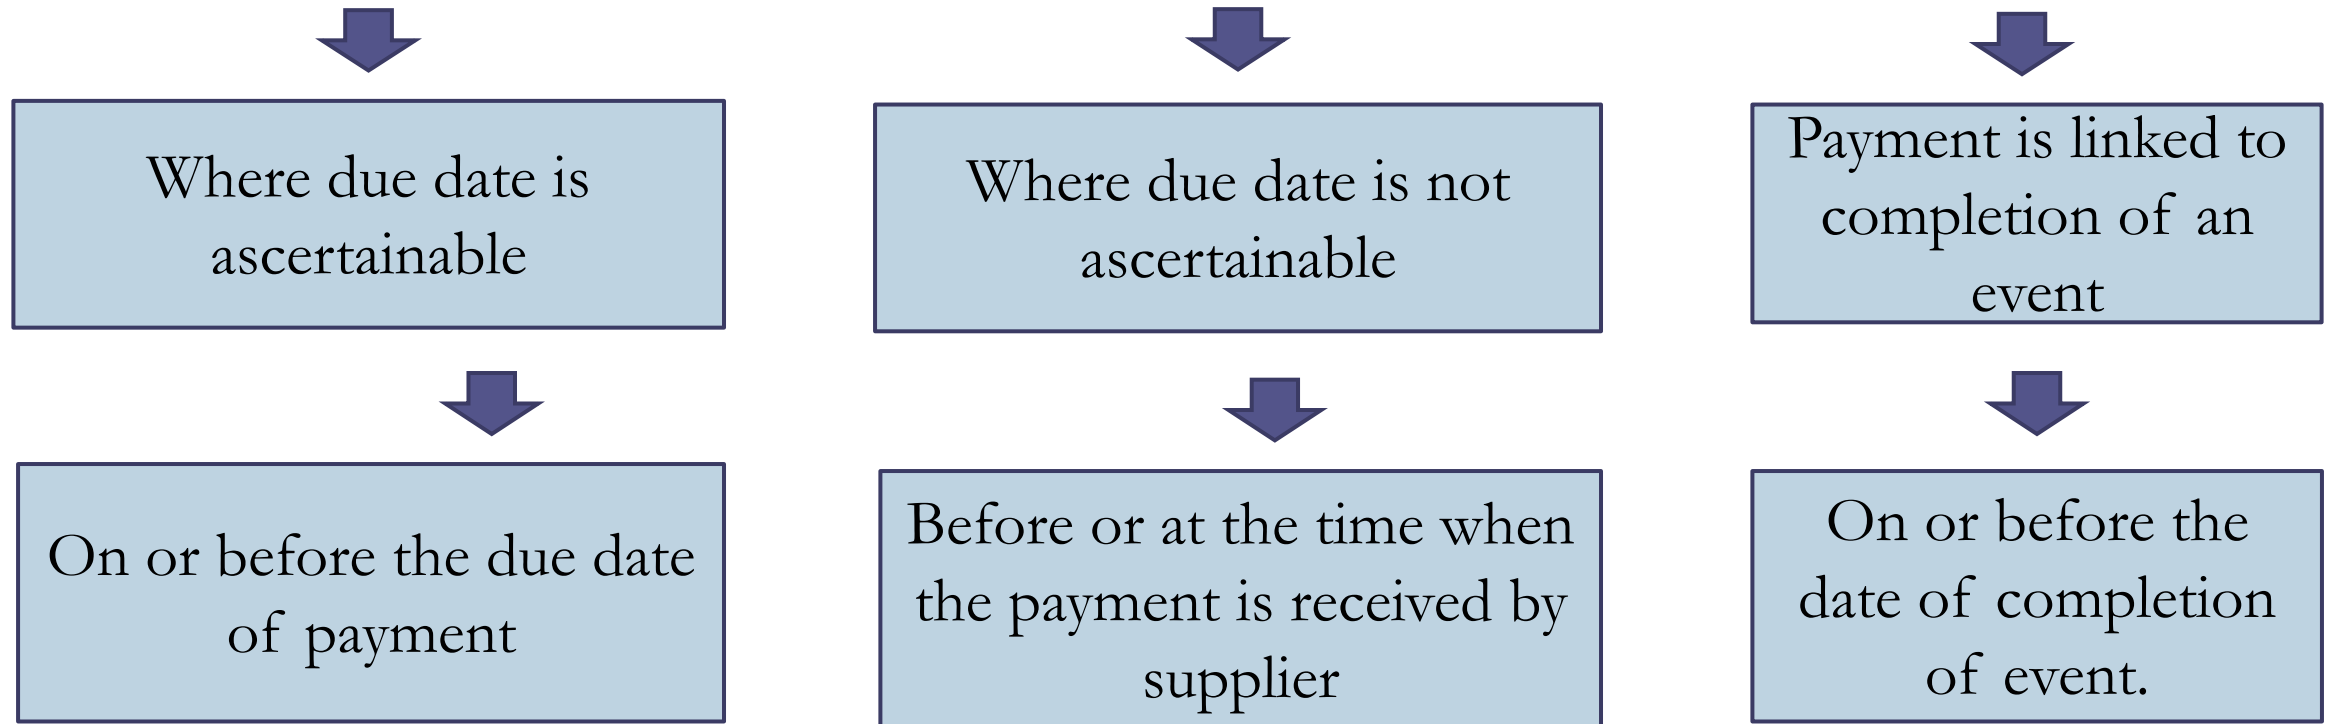 Where due date is
ascertainable
Where due date is not
ascertainable
Payment is linked to
completion of an
event
On or before the due date
of payment
Before or at the time when
the payment is received by
supplier
On or before the
date of completion
of event.